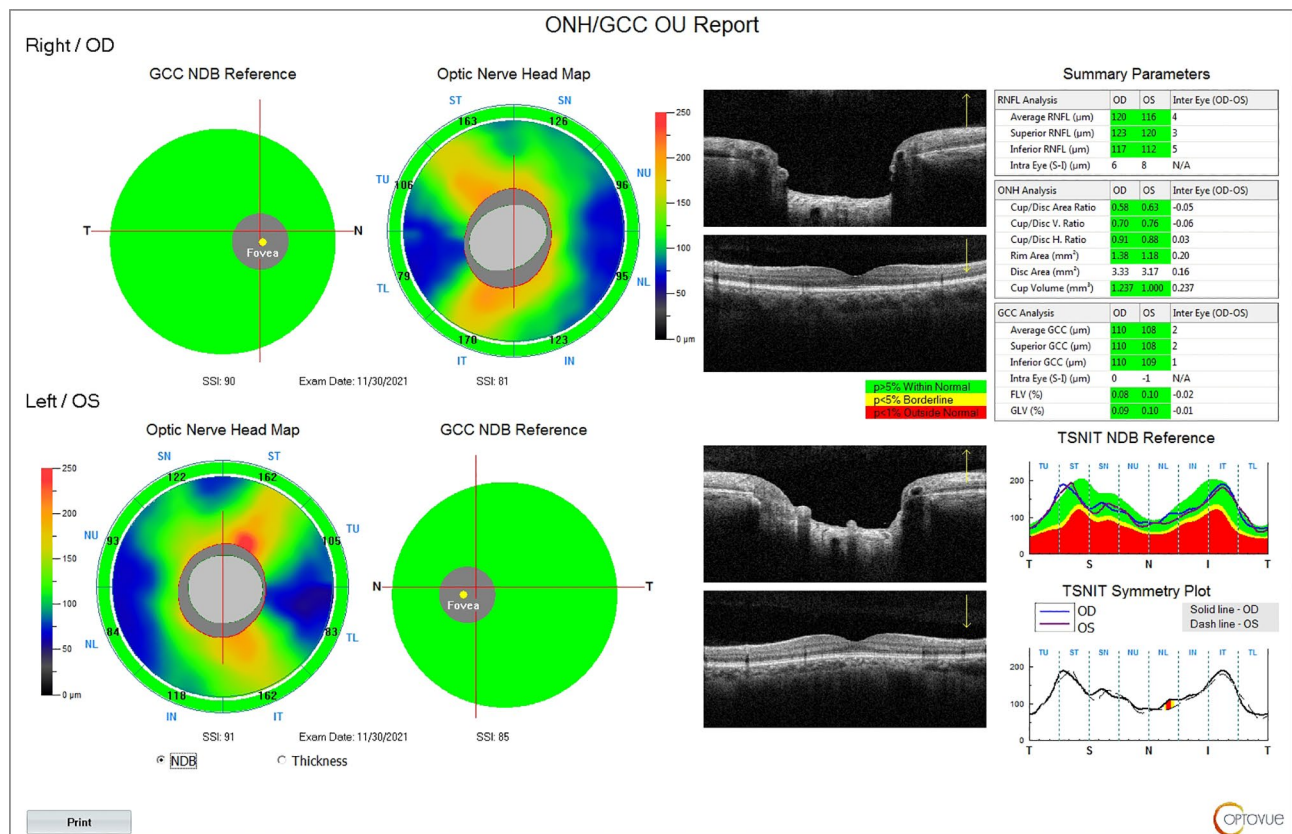 ONH/GCC OU Report
Right / OD
GCC NDB Reference
T
N
Fovea
SSI: 90
Exam Date: 11/30/2021
Optic Nerve Head Map
ST
SN
163
126
TU
NU
106
96
79
95
TL
NL
170
123
IT
IN
SSI: 81
250
200
150
100
50
0 µm
p>5% Within Normal
p<5% Borderline
p<1% Outside Normal
Summary Parameters
RNFL Analysis OD OS Inter Eye (OD-OS)
Average RNFL (µm) 120 116 4
Superior RNFL (µm) 123 120 3
Inferior RNFL (µm) 117 112 5
Intra Eye (S-I) (µm) 6 8 N/A
ONH Analysis OD OS Inter Eye (OD-OS)
Cup/Disc Area Ratio 0.58 0.63 -0.05
Cup/Disc V. Ratio 0.70 0.76 -0.06
Cup/Disc H. Ratio 0.91 0.88 0.03
Rim Area (mm²) 1.38 1.18 0.20
Disc Area (mm²) 3.33 3.17 0.16
Cup Volume (mm³) 1.237 1.000 0.237
GCC Analysis OD OS Inter Eye (OD-OS)
Average GCC (µm) 110 108 2
Superior GCC (µm) 110 108 2
Inferior GCC (µm) 110 109 1
Intra Eye (S-I) (µm) 0 -1 N/A
FLV (%) 0.08 0.10 -0.02
GLV (%) 0.09 0.10 -0.01
Left / OS
Optic Nerve Head Map
250
200
150
100
50
0 µm
SN
ST
122
162
NU
TU
93
105
84
83
NL
TL
118
162
IN
IT
SSI: 91
Exam Date: 11/30/2021
GCC NDB Reference
N
T
Fovea
SSI: 85
NDB
Thickness
TSNIT NDB Reference
TU ST SN NU NL IN IT TL
200
100
0
T S N I T
TSNIT Symmetry Plot
OD
OS
Solid line - OD
Dash line - OS
TU ST SN NU NL IN IT TL
200
100
0
T S N I T
Print
OPTOVUE